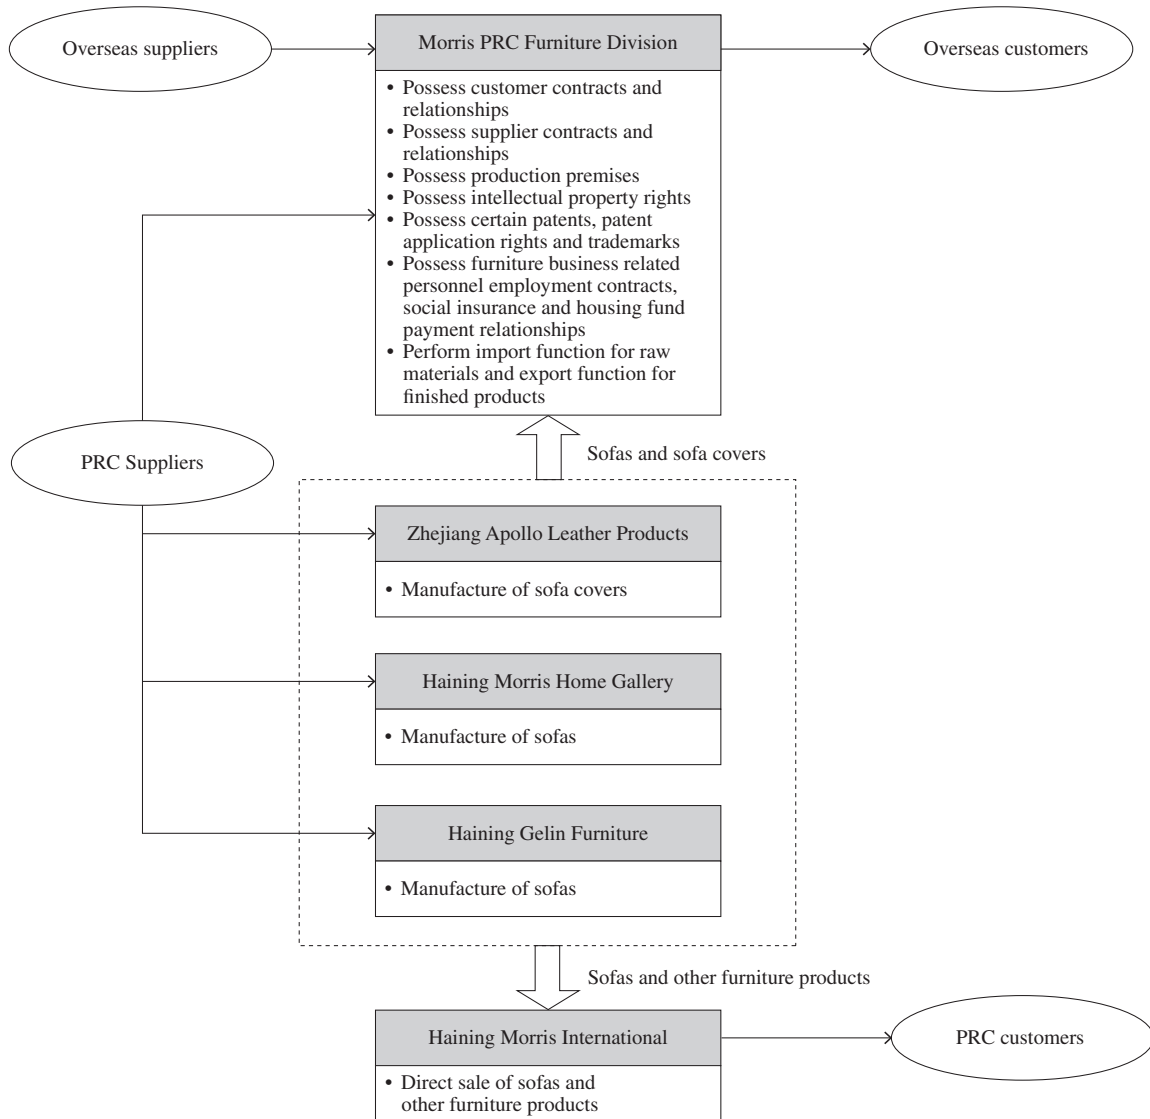 Overseas suppliers
Morris PRC Furniture Division
Overseas customers
• Possess customer contracts and
relationships
• Possess supplier contracts and
relationships
• Possess production premises
• Possess intellectual property rights
• Possess certain patents, patent
application rights and trademarks
• Possess furniture business related
personnel employment contracts,
social insurance and housing fund
payment relationships
• Perform import function for raw
materials and export function for
finished products
PRC Suppliers
Sofas and sofa covers
Zhejiang Apollo Leather Products
• Manufacture of sofa covers
Haining Morris Home Gallery
• Manufacture of sofas
Haining Gelin Furniture
• Manufacture of sofas
Sofas and other furniture products
Haining Morris International
PRC customers
• Direct sale of sofas and
other furniture products